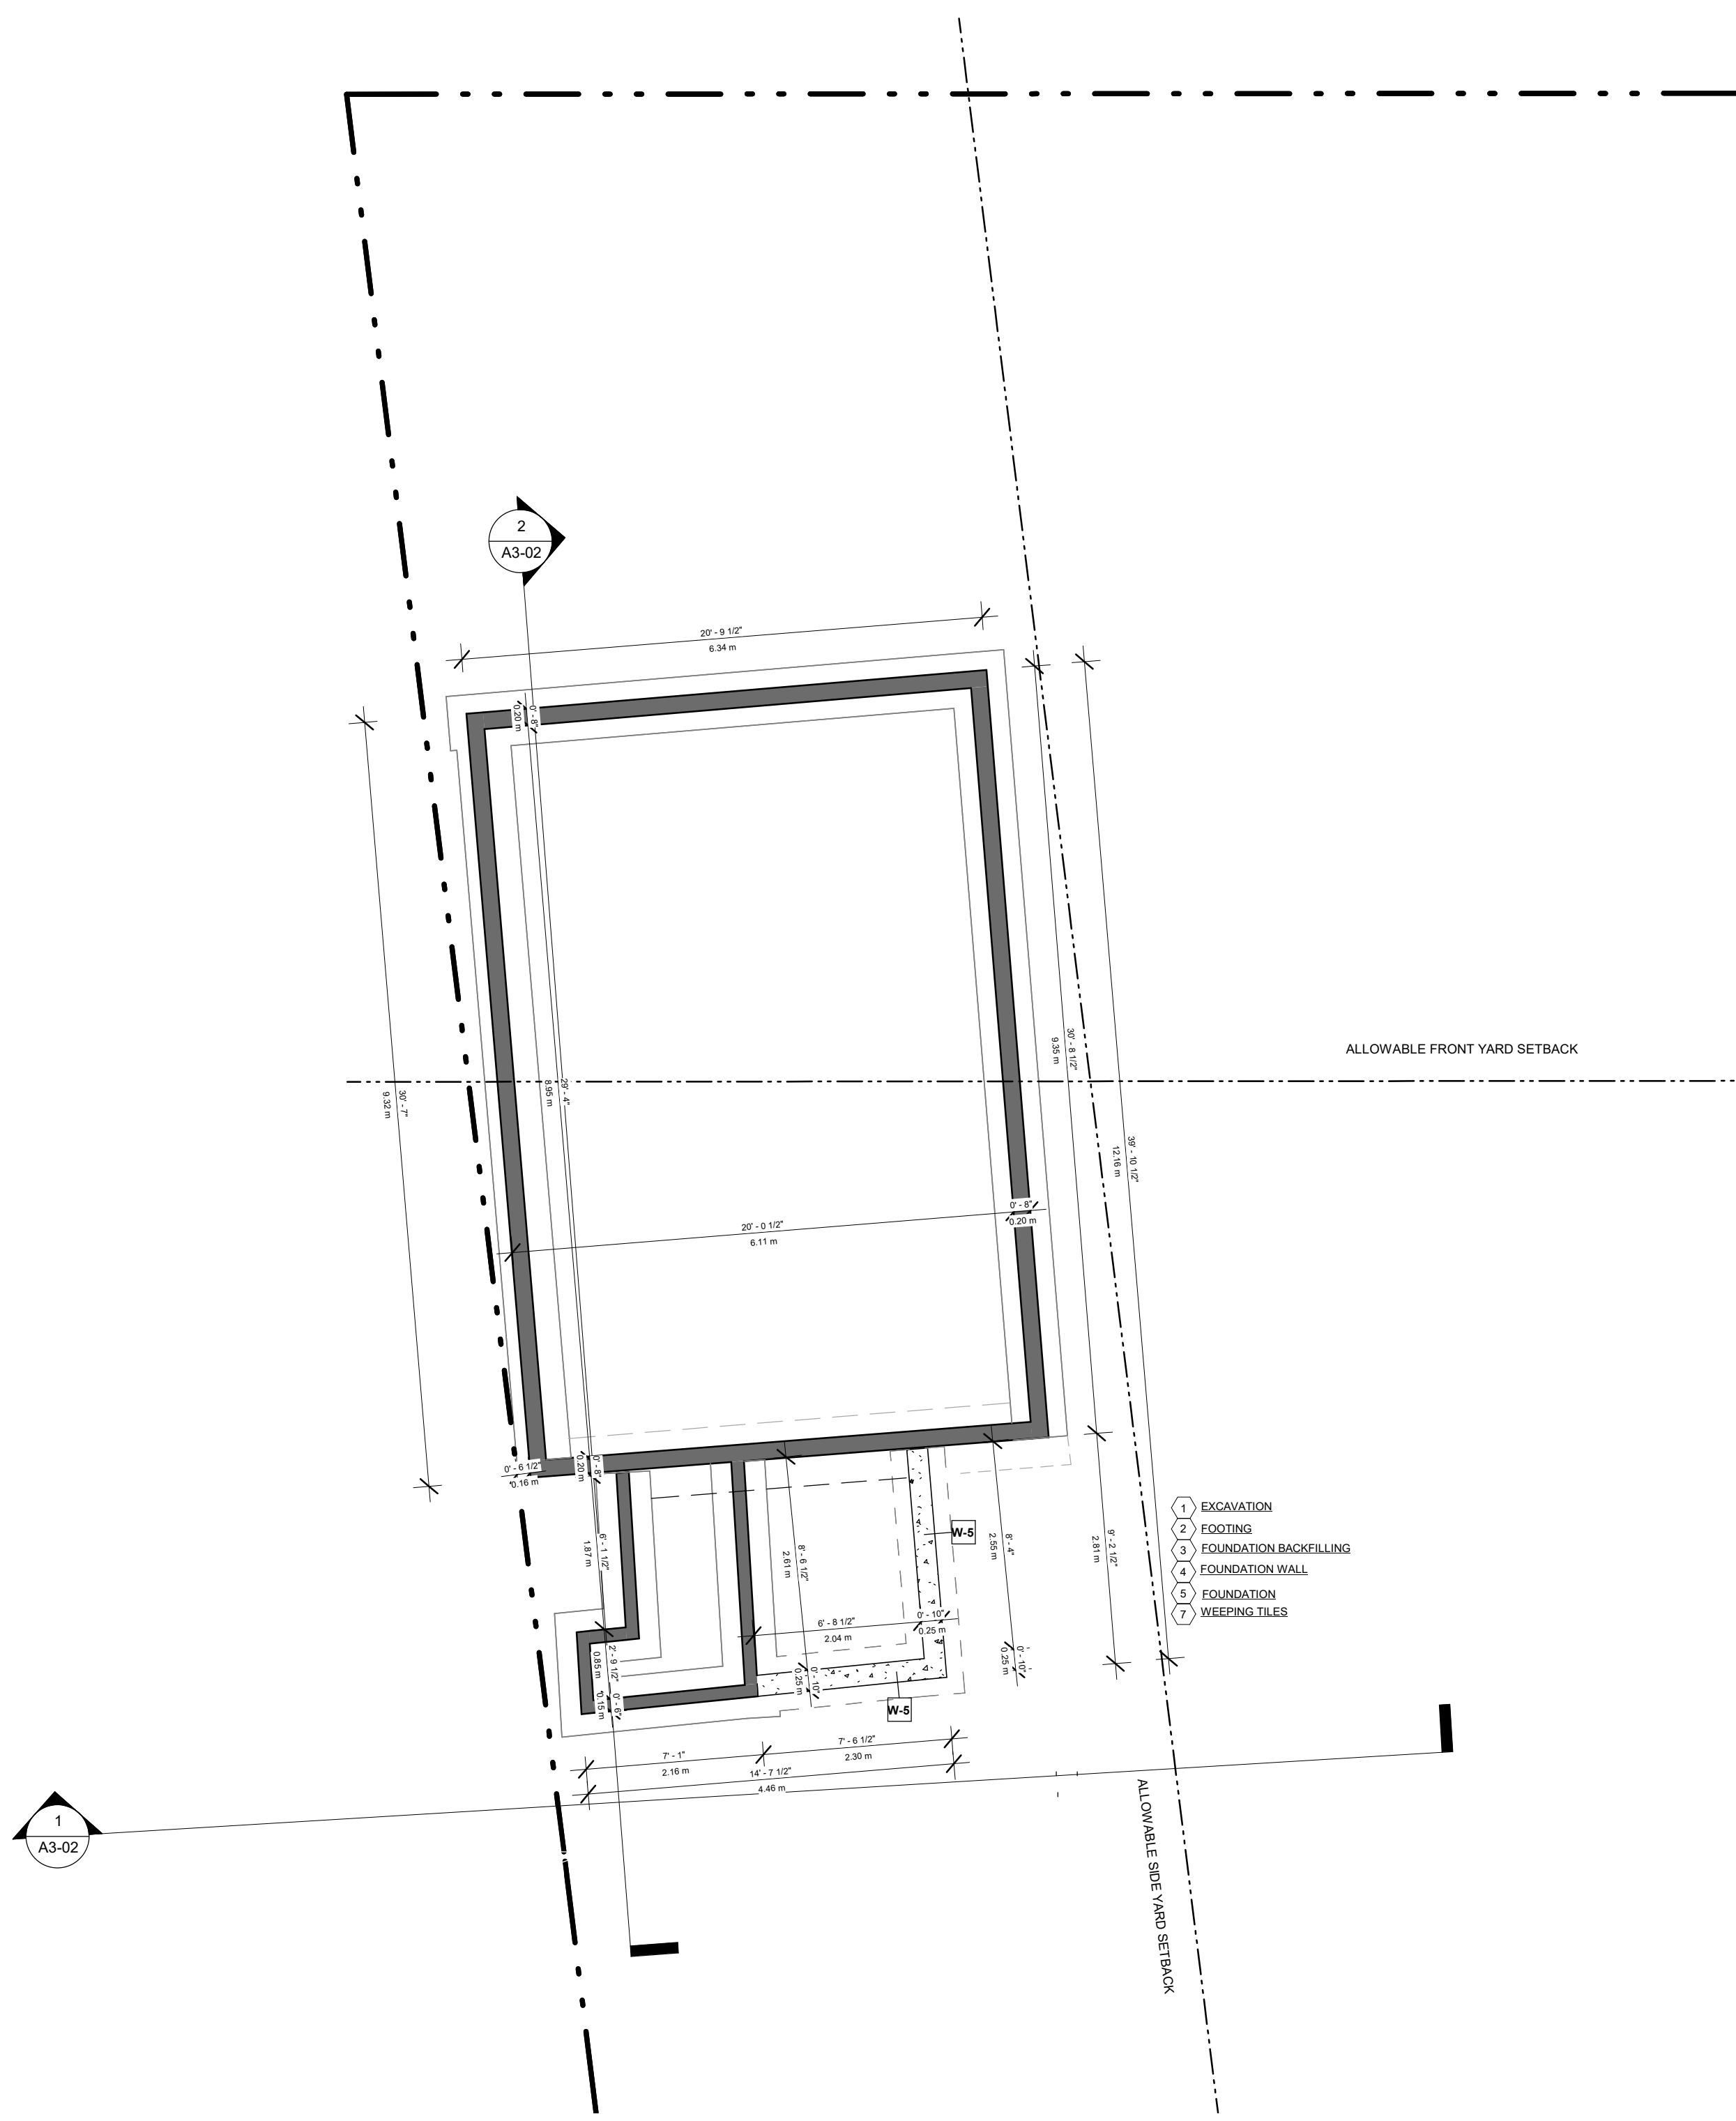 2
A3-02
20' - 9 1/2"
6.34 m
0' - 8"
0.20 m
30' - 7"
9.32 m
29' - 4"
8.95 m
30' - 8 1/2"
9.35 m
39' - 10 1/2"
12.16 m
ALLOWABLE FRONT YARD SETBACK
0' - 8"
0.20 m
20' - 0 1/2"
6.11 m
0' - 6 1/2"
0.16 m
0' - 8"
0.20 m
6' - 1 1/2"
1.87 m
8' - 6 1/2"
2.61 m
W-5
8' - 4"
2.55 m
9' - 2 1/2"
2.81 m
1 EXCAVATION
2 FOOTING
3 FOUNDATION BACKFILLING
4 FOUNDATION WALL
5 FOUNDATION
7 WEEPING TILES
6' - 8 1/2"
2.04 m
0' - 10"
0.25 m
2' - 9 1/2"
0.85 m
0' - 6"
0.15 m
0' - 10"
0.25 m
0' - 10"
0.25 m
W-5
7' - 1"
2.16 m
7' - 6 1/2"
2.30 m
14' - 7 1/2"
4.46 m
1
A3-02
ALLOWABLE SIDE YARD SETBACK